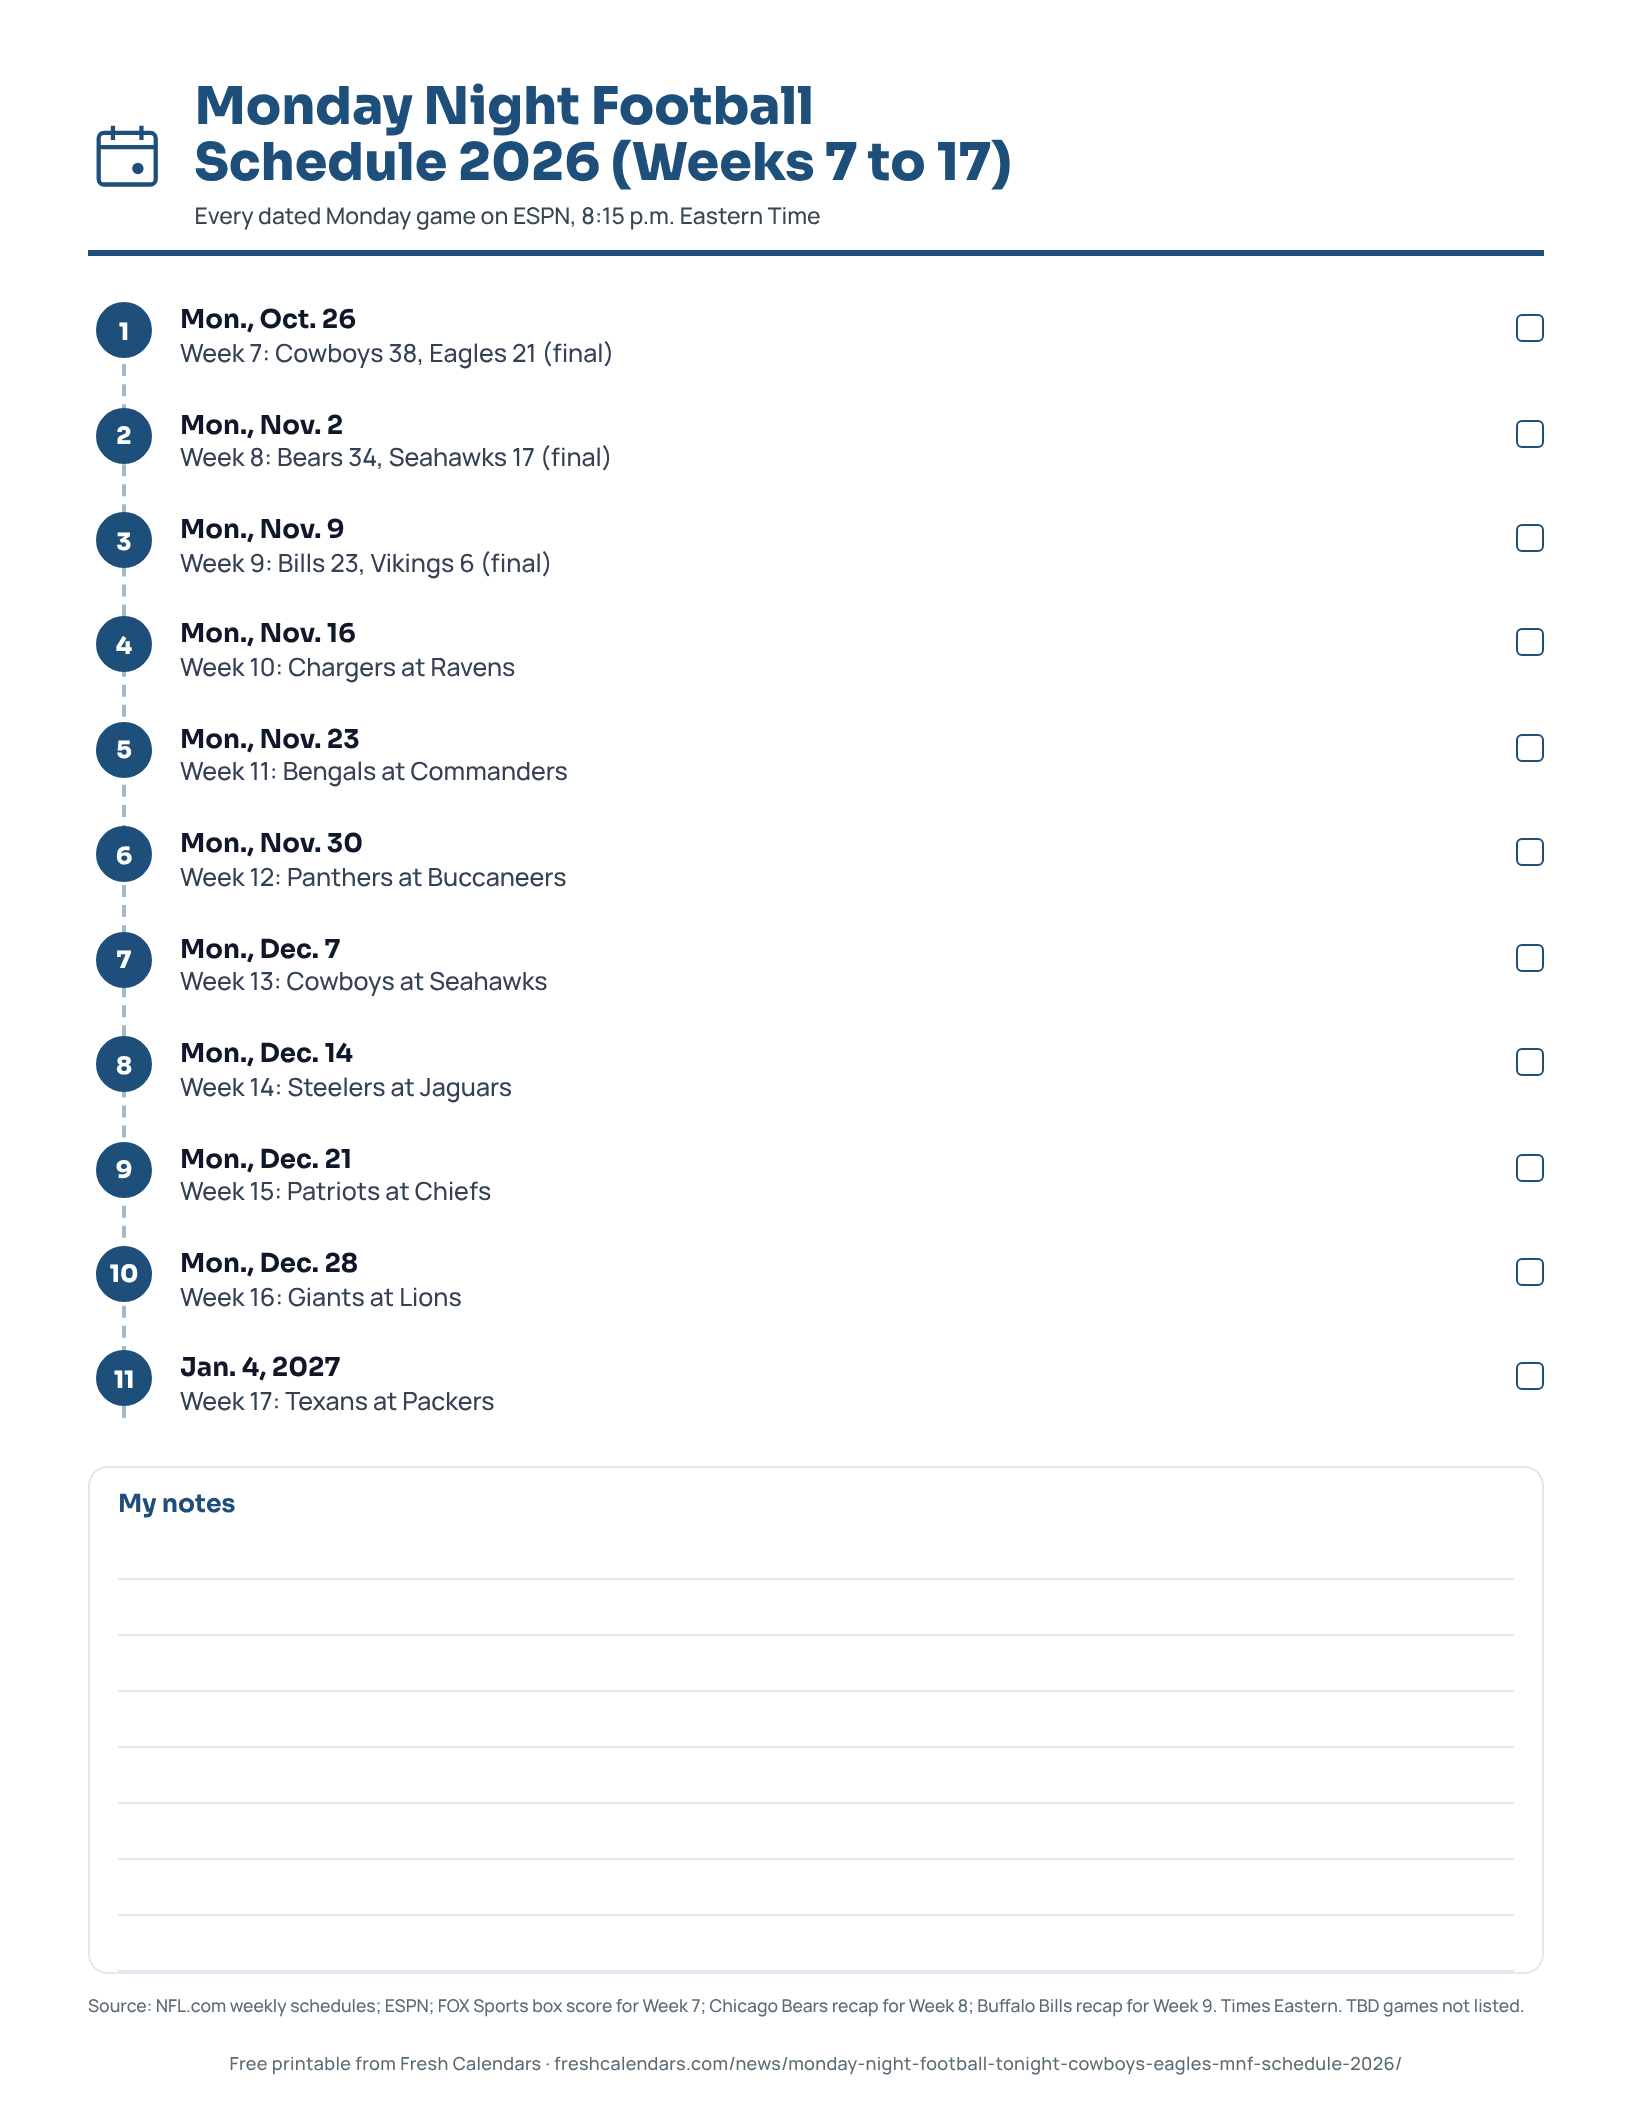 Monday Night Football
Schedule 2026 (Weeks 7 to 17)
Every dated Monday game on ESPN, 8:15 p.m. Eastern Time
1
Mon., Oct. 26
Week 7: Cowboys 38, Eagles 21 (final)
2
Mon., Nov. 2
Week 8: Bears 34, Seahawks 17 (final)
3
Mon., Nov. 9
Week 9: Bills 23, Vikings 6 (final)
4
Mon., Nov. 16
Week 10: Chargers at Ravens
5
Mon., Nov. 23
Week 11: Bengals at Commanders
6
Mon., Nov. 30
Week 12: Panthers at Buccaneers
7
Mon., Dec. 7
Week 13: Cowboys at Seahawks
8
Mon., Dec. 14
Week 14: Steelers at Jaguars
9
Mon., Dec. 21
Week 15: Patriots at Chiefs
10
Mon., Dec. 28
Week 16: Giants at Lions
11
Jan. 4, 2027
Week 17: Texans at Packers
My notes
Source: NFL.com weekly schedules; ESPN; FOX Sports box score for Week 7; Chicago Bears recap for Week 8; Buffalo Bills recap for Week 9. Times Eastern. TBD games not listed.
Free printable from Fresh Calendars · freshcalendars.com/news/monday-night-football-tonight-cowboys-eagles-mnf-schedule-2026/